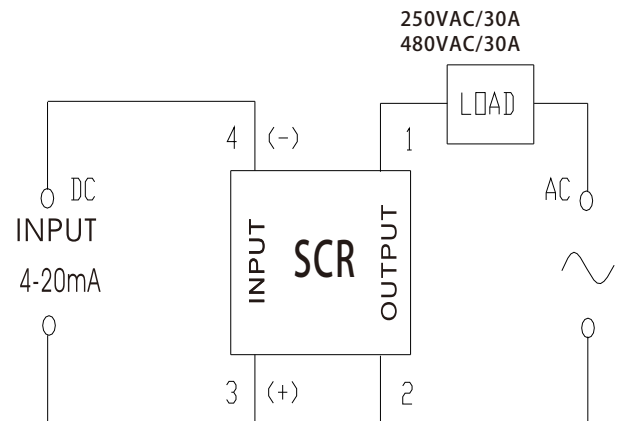 250VAC/30A
480VAC/30A
LOAD
4 (-)
1
DC
INPUT
4-20mA
INPUT
SCR
OUTPUT
AC
3 (+)
2